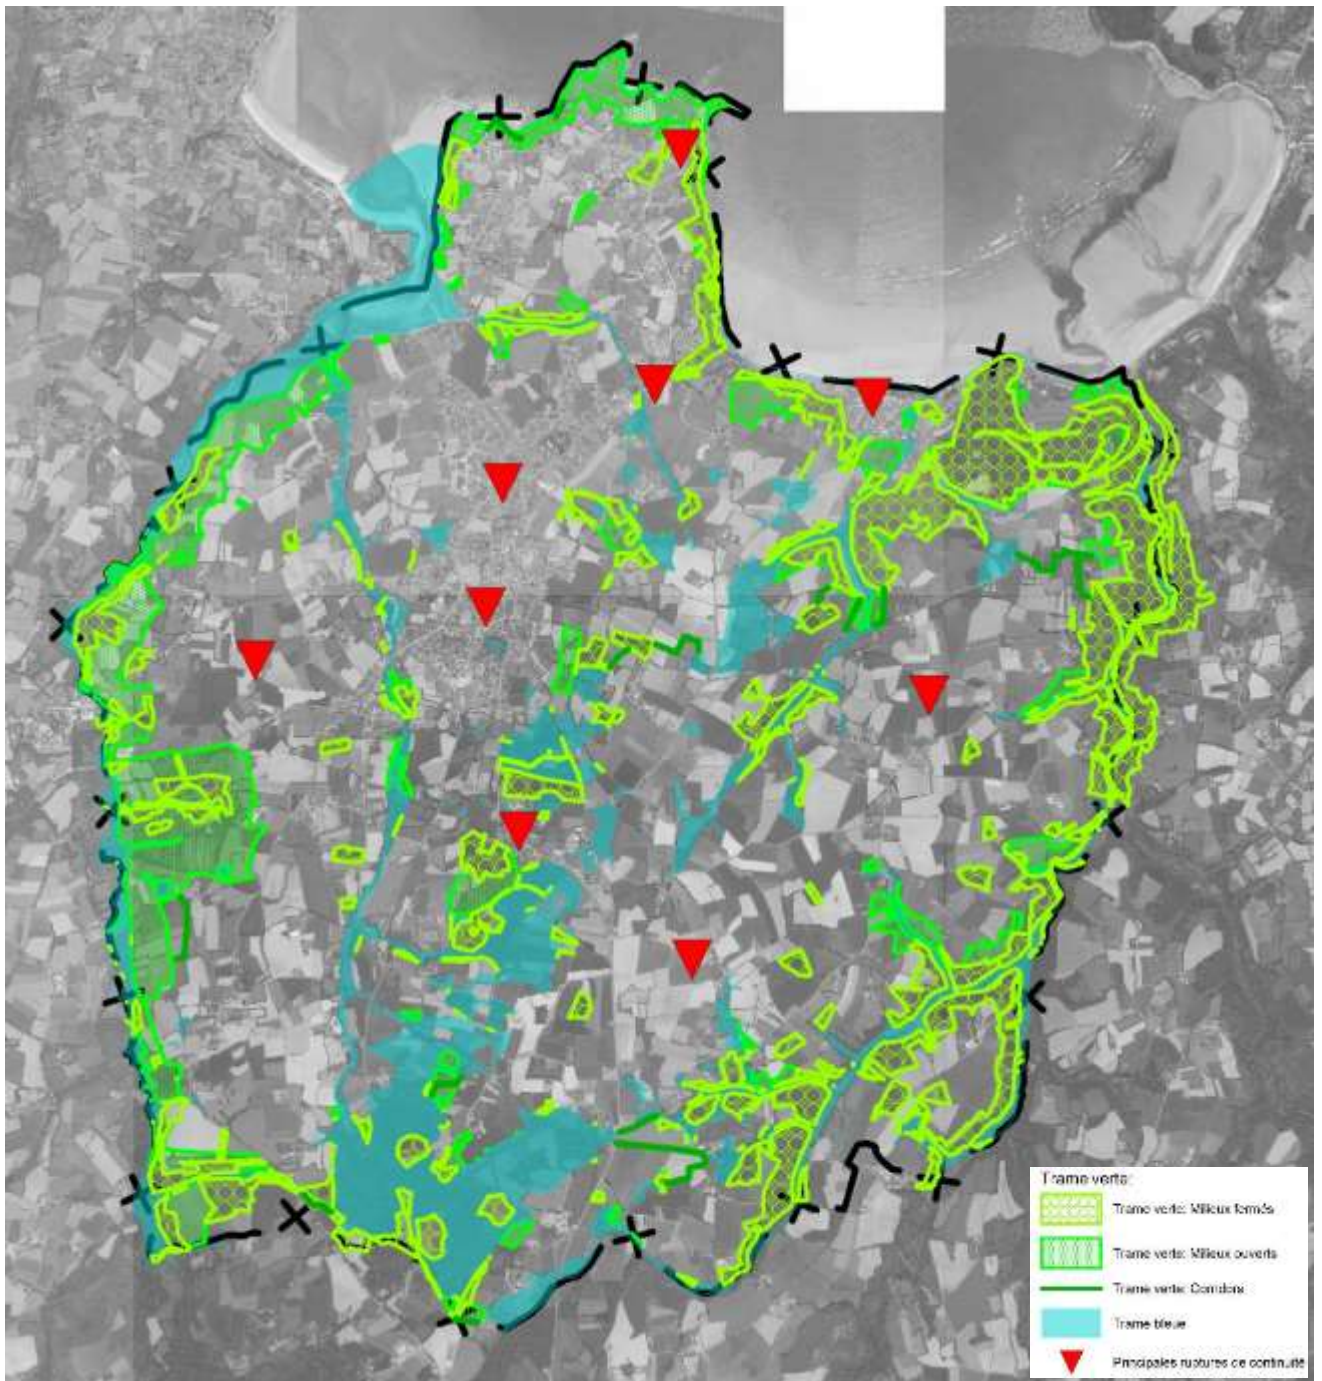 Trame verte:
Trame verte: Milieux fermés
Trame verte: Milieux ouverts
Trame verte: Corridors
Trame bleue
Principales ruptures de continuité